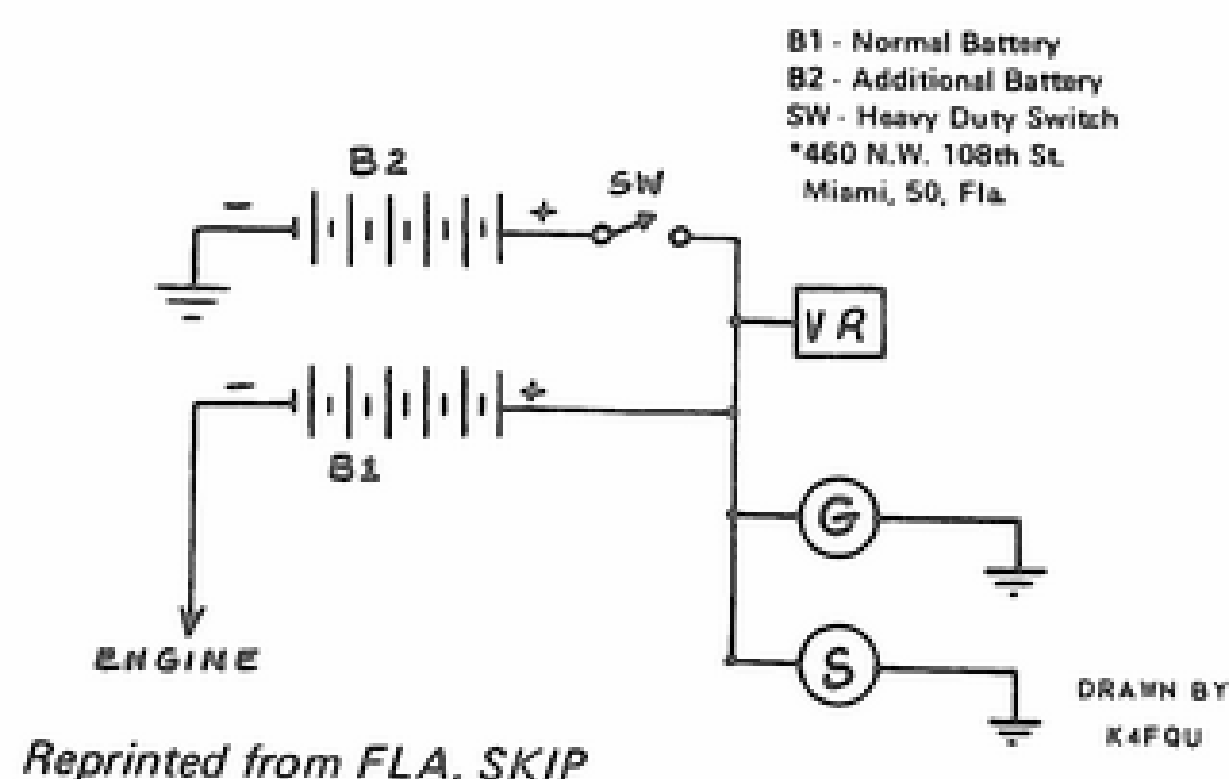 B1 - Normal Battery
B2 - Additional Battery
SW - Heavy Duty Switch
*460 N.W. 108th St.
Miami, 50, Fla.
B2
SW
-
+
VR
-
+
B1
G
ENGINE
S
DRAWN BY
K4FQU
Reprinted from FLA. SKIP